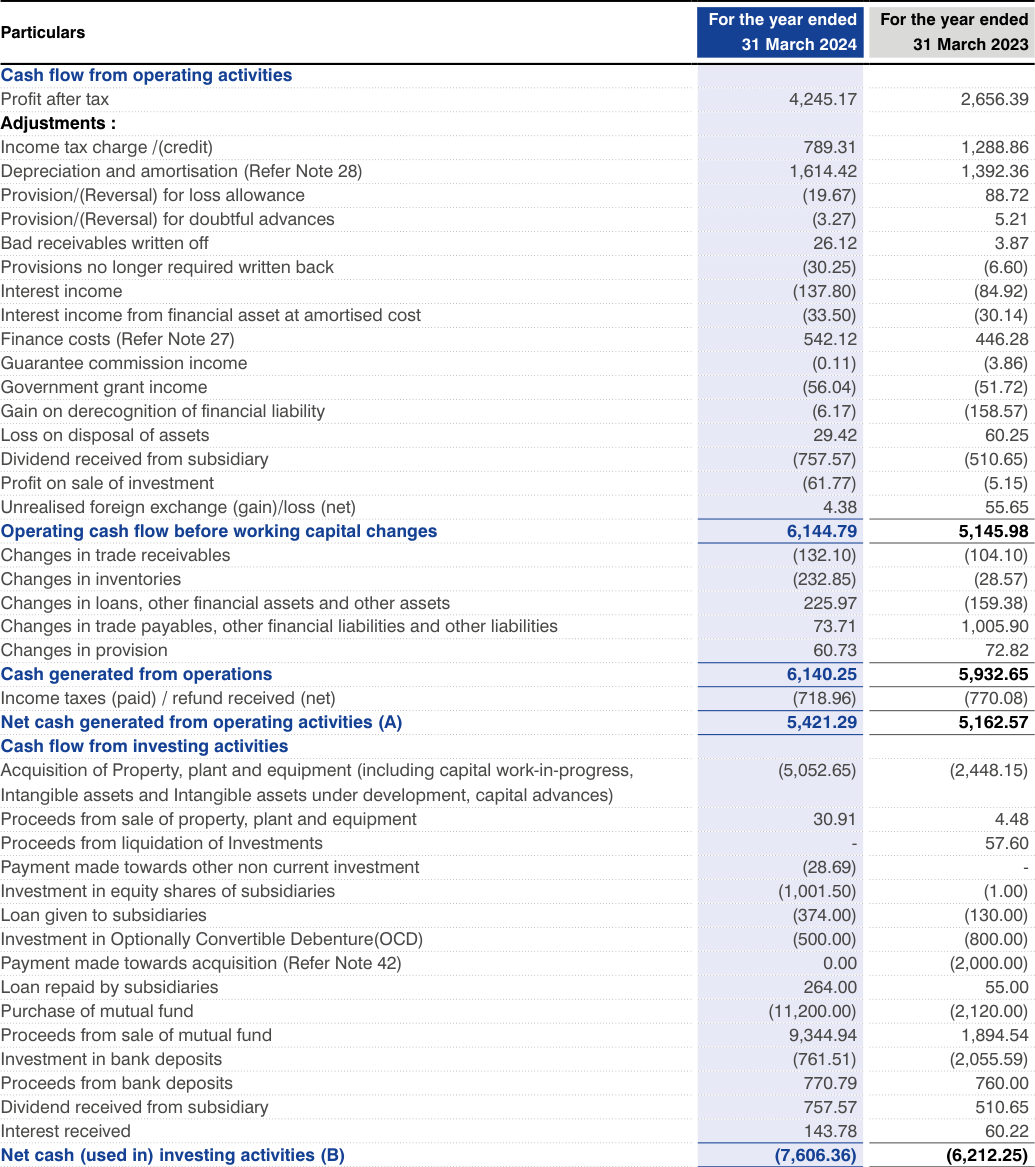 Particulars For the year ended 31 March 2024 For the year ended 31 March 2023
Cash flow from operating activities
Profit after tax 4,245.17 2,656.39
Adjustments :
Income tax charge /(credit) 789.31 1,288.86
Depreciation and amortisation (Refer Note 28) 1,614.42 1,392.36
Provision/(Reversal) for loss allowance (19.67) 88.72
Provision/(Reversal) for doubtful advances (3.27) 5.21
Bad receivables written off 26.12 3.87
Provisions no longer required written back (30.25) (6.60)
Interest income (137.80) (84.92)
Interest income from financial asset at amortised cost (33.50) (30.14)
Finance costs (Refer Note 27) 542.12 446.28
Guarantee commission income (0.11) (3.86)
Government grant income (56.04) (51.72)
Gain on derecognition of financial liability (6.17) (158.57)
Loss on disposal of assets 29.42 60.25
Dividend received from subsidiary (757.57) (510.65)
Profit on sale of investment (61.77) (5.15)
Unrealised foreign exchange (gain)/loss (net) 4.38 55.65
Operating cash flow before working capital changes 6,144.79 5,145.98
Changes in trade receivables (132.10) (104.10)
Changes in inventories (232.85) (28.57)
Changes in loans, other financial assets and other assets 225.97 (159.38)
Changes in trade payables, other financial liabilities and other liabilities 73.71 1,005.90
Changes in provision 60.73 72.82
Cash generated from operations 6,140.25 5,932.65
Income taxes (paid) / refund received (net) (718.96) (770.08)
Net cash generated from operating activities (A) 5,421.29 5,162.57
Cash flow from investing activities
Acquisition of Property, plant and equipment (including capital work-in-progress, (5,052.65) (2,448.15)
Intangible assets and Intangible assets under development, capital advances)
Proceeds from sale of property, plant and equipment 30.91 4.48
Proceeds from liquidation of Investments - 57.60
Payment made towards other non current investment (28.69) -
Investment in equity shares of subsidiaries (1,001.50) (1.00)
Loan given to subsidiaries (374.00) (130.00)
Investment in Optionally Convertible Debenture(OCD) (500.00) (800.00)
Payment made towards acquisition (Refer Note 42) 0.00 (2,000.00)
Loan repaid by subsidiaries 264.00 55.00
Purchase of mutual fund (11,200.00) (2,120.00)
Proceeds from sale of mutual fund 9,344.94 1,894.54
Investment in bank deposits (761.51) (2,055.59)
Proceeds from bank deposits 770.79 760.00
Dividend received from subsidiary 757.57 510.65
Interest received 143.78 60.22
Net cash (used in) investing activities (B) (7,606.36) (6,212.25)